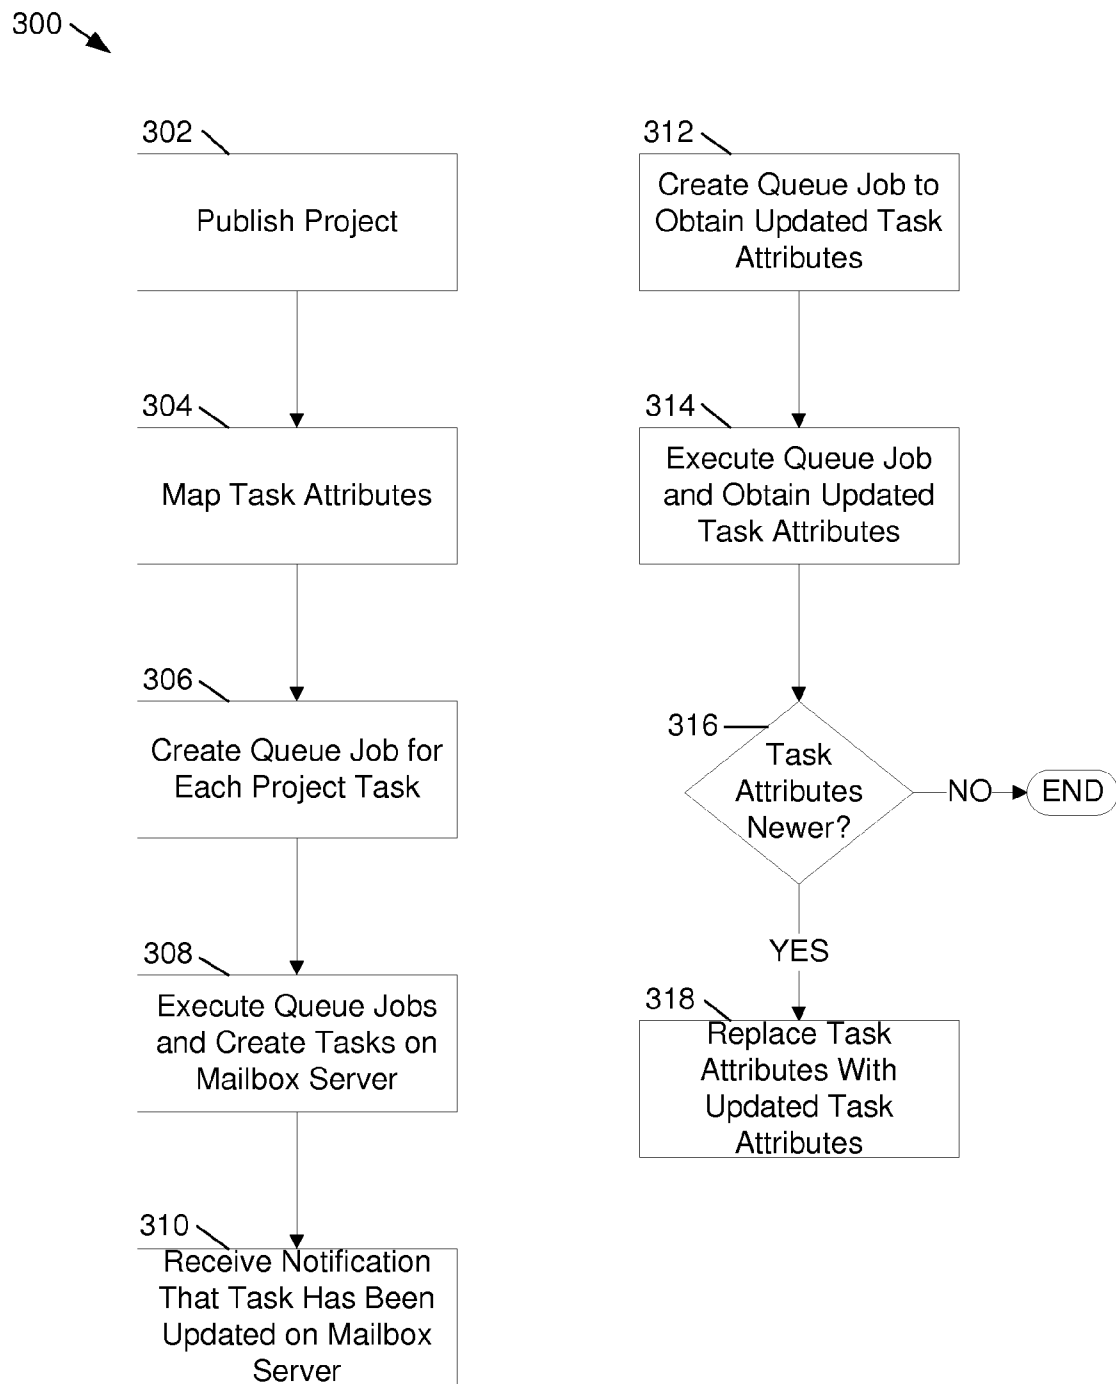 300
302
Publish Project
304
Map Task Attributes
306
Create Queue Job for
Each Project Task
308
Execute Queue Jobs
and Create Tasks on
Mailbox Server
310
Receive Notification
That Task Has Been
Updated on Mailbox
Server
312
Create Queue Job to
Obtain Updated Task
Attributes
314
Execute Queue Job
and Obtain Updated
Task Attributes
316
Task
Attributes
Newer?
NO
END
YES
318
Replace Task
Attributes With
Updated Task
Attributes